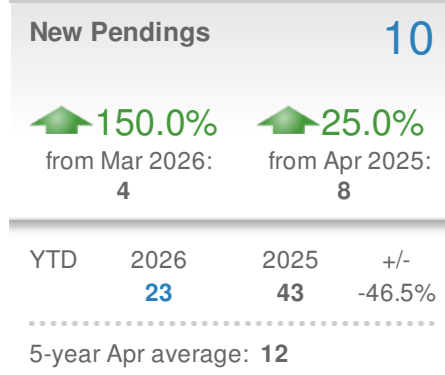 New Pendings 10
150.0% 25.0%
from Mar 2026: from Apr 2025:
4 8
YTD 2026 2025 +/-
23 43 -46.5%
5-year Apr average: 12